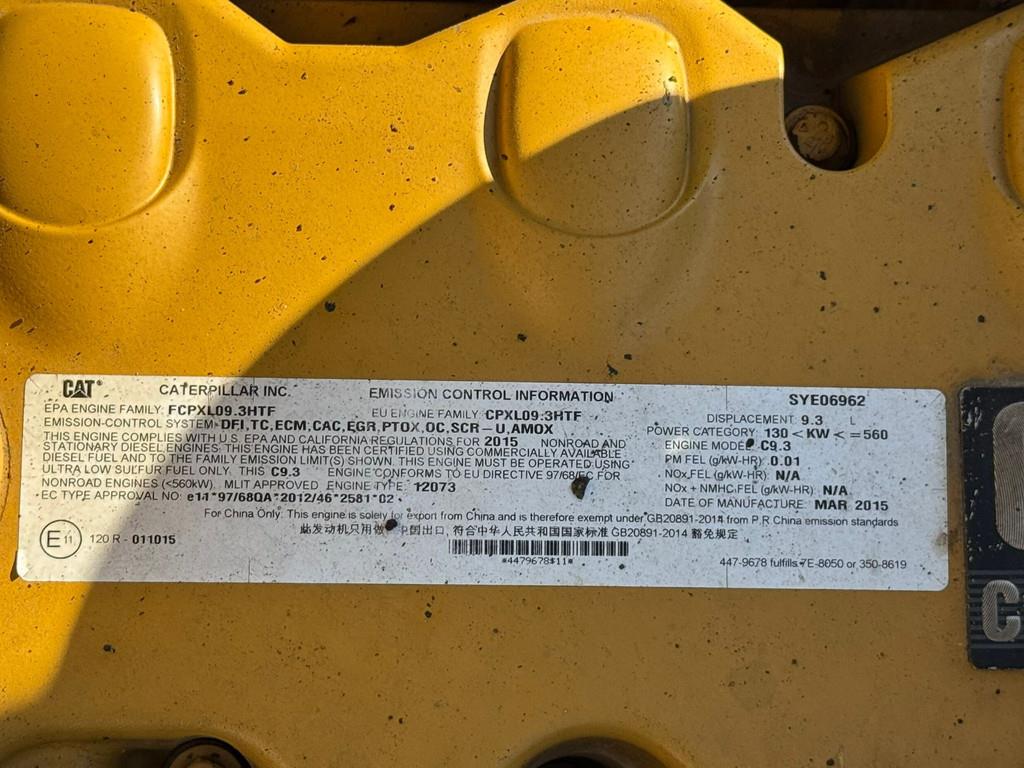 CAT® CATERPILLAR INC. EMISSION CONTROL INFORMATION SYE06962
EPA ENGINE FAMILY: FCPXL09.3HTF EU ENGINE FAMILY: CPXL09.3HTF DISPLACEMENT: 9.3 L
EMISSION-CONTROL SYSTEM: DFI,TC,ECM,CAC,EGR,PTOX,OC,SCR-U,AMOX POWER CATEGORY: 130 < KW < =560
THIS ENGINE COMPLIES WITH U.S. EPA AND CALIFORNIA REGULATIONS FOR 2015 NONROAD AND ENGINE MODEL: C9.3
STATIONARY DIESEL ENGINES. THIS ENGINE HAS BEEN CERTIFIED USING COMMERCIALLY AVAILABLE
DIESEL FUEL AND TO THE FAMILY EMISSION LIMIT(S) SHOWN. THIS ENGINE MUST BE OPERATED USING PM FEL (g/kW-HR): 0.01
ULTRA LOW SULFUR FUEL ONLY. THIS C9.3 ENGINE CONFORMS TO EU DIRECTIVE 97/68/EC FOR NOx FEL (g/kW-HR): N/A
NONROAD ENGINES (<560kW). MLIT APPROVED ENGINE TYPE: 12073 NOx + NMHC FEL (g/kW-HR): N/A
EC TYPE APPROVAL NO: e11*97/68QA*2012/46*2581*02 DATE OF MANUFACTURE: MAR 2015
For China Only: This engine is solely for export from China and is therefore exempt under GB20891-2014 from P.R.China emission standards
此发动机只用做 中国出口, 符合中华人民共和国国家标准 GB20891-2014 豁免规定
E11 120 R - 011015
*4479678$11* 447-9678 fulfills 7E-8050 or 350-8619
C